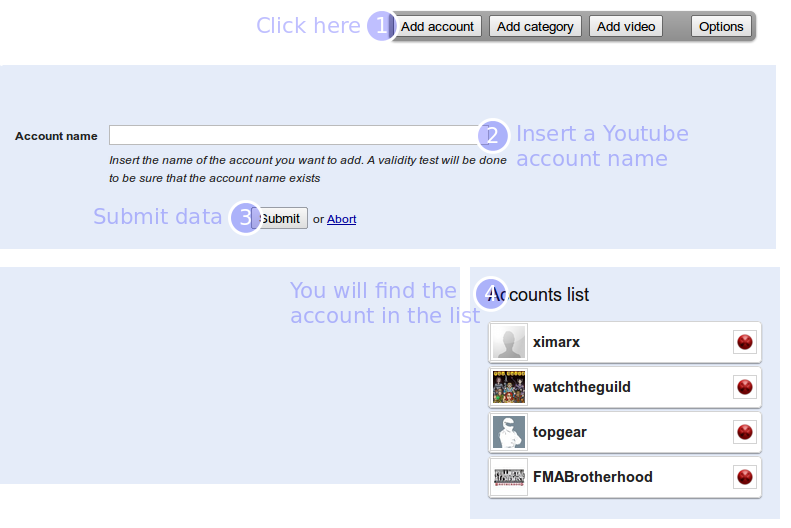 Click here 1 Add account Add category Add video Options
Account name 2 Insert a Youtube
account name
Insert the name of the account you want to add. A validity test will be done
to be sure that the account name exists
Submit data 3 Submit or Abort
You will find the
account in the list
4 Accounts list
ximarx
watchtheguild
topgear
FMABrotherhood